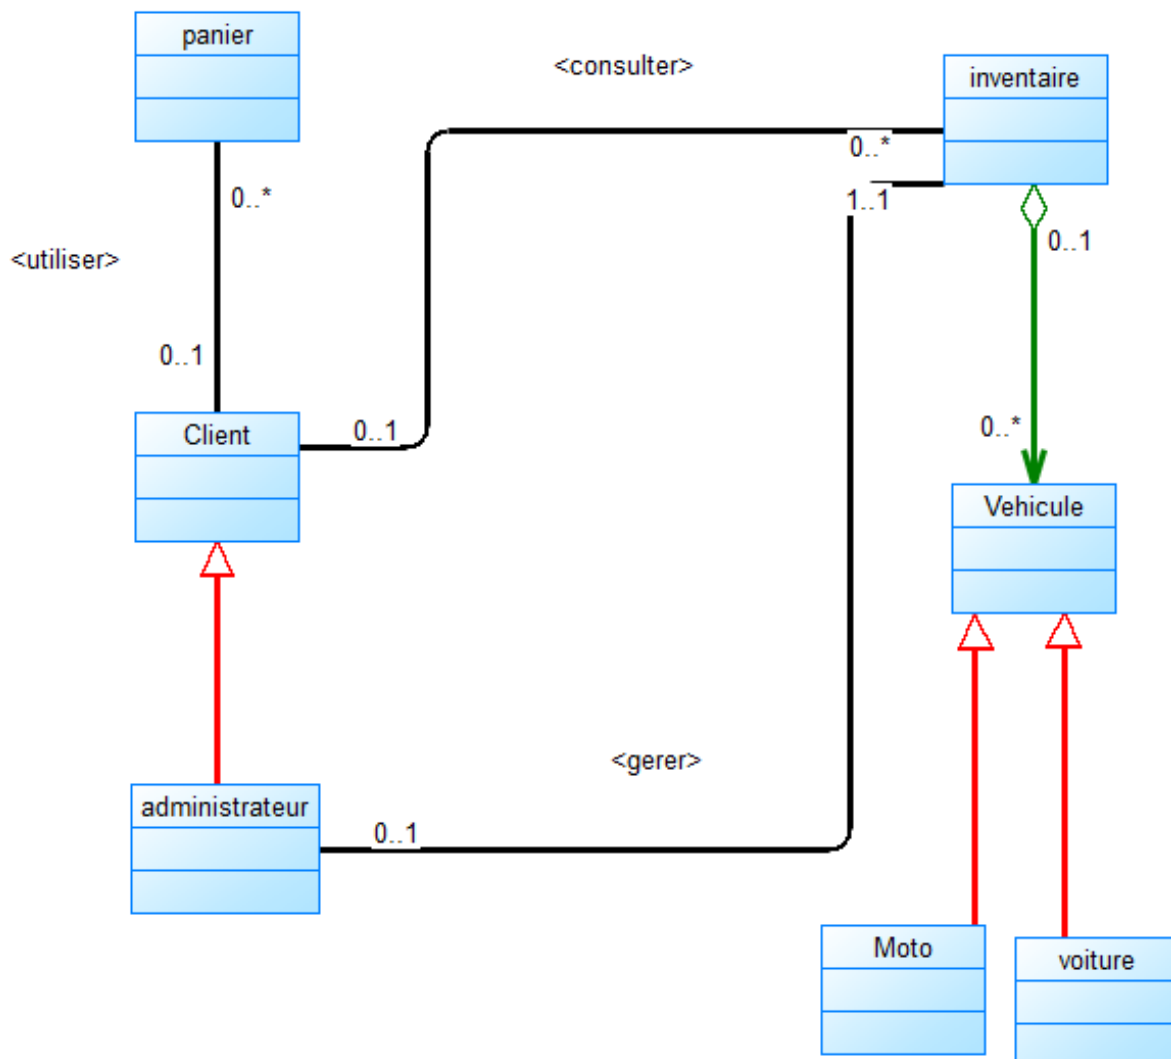 panier
<consulter>
inventaire
0..*
0..*
1..1
<utiliser>
0..1
0..1
Client
0..1
0..*
Vehicule
<gerer>
administrateur
0..1
Moto
voiture